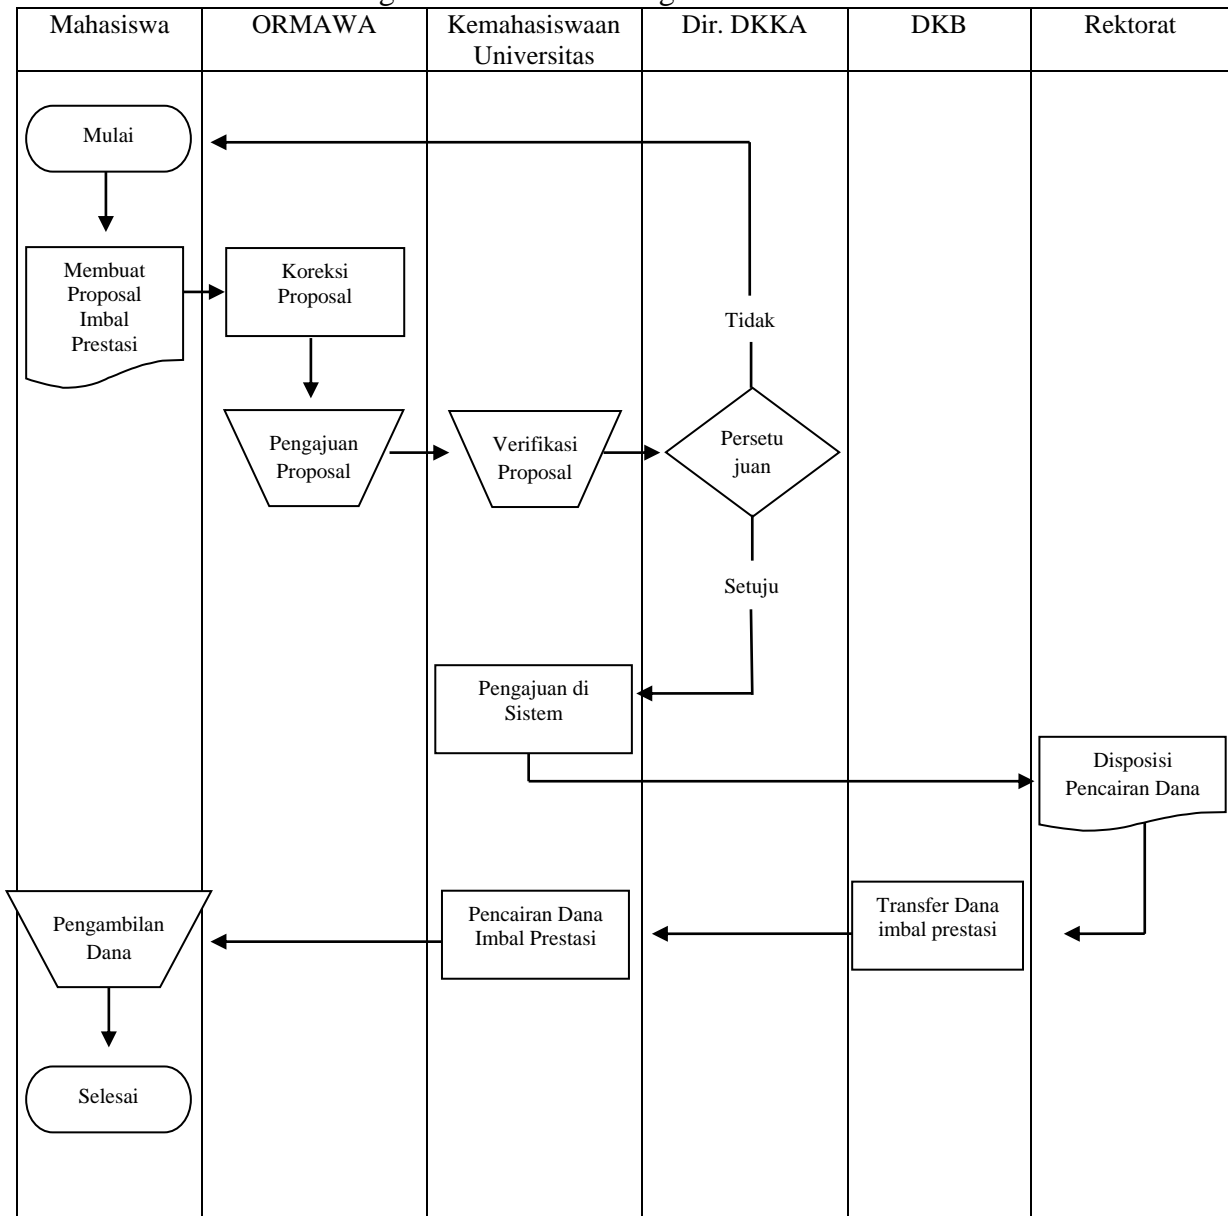 Mahasiswa
ORMAWA
Kemahasiswaan
Universitas
Dir. DKKA
DKB
Rektorat
Mulai
Membuat
Proposal
Imbal
Prestasi
Koreksi
Proposal
Tidak
Pengajuan
Proposal
Verifikasi
Proposal
Persetu
juan
Setuju
Pengajuan di
Sistem
Disposisi
Pencairan Dana
Transfer Dana
imbal prestasi
Pencairan Dana
Imbal Prestasi
Pengambilan
Dana
Selesai